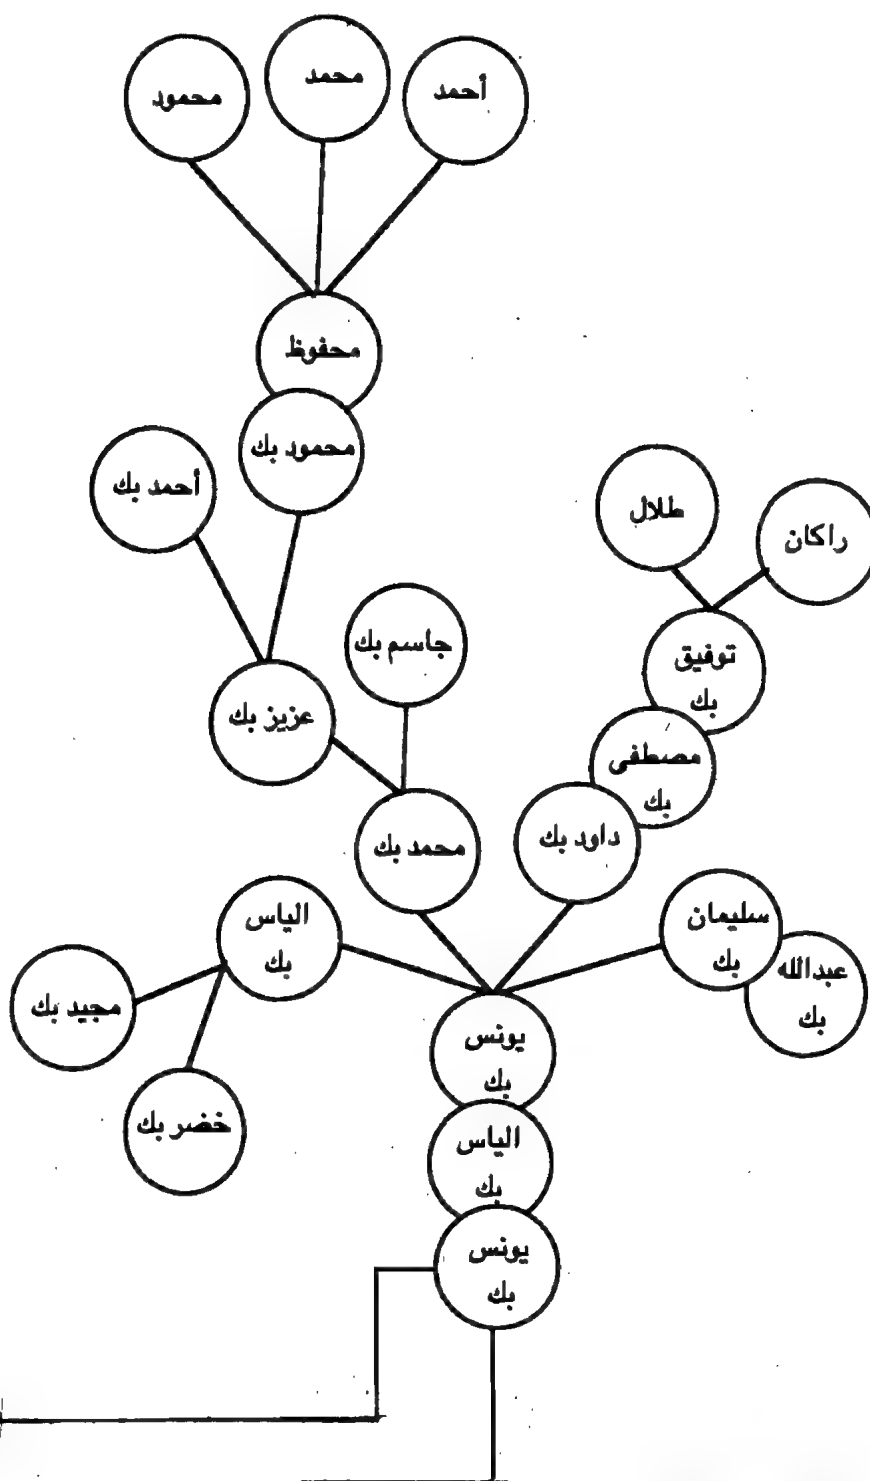 أحمد
محمد
محمود
محفوظ
محمود بك
أحمد بك
طلال
راكان
توفيق
بك
مصطفى
بك
داود بك
جاسم بك
عزيز بك
محمد بك
سليمان
بك
عبدالله
بك
الياس
بك
مجيد بك
خضر بك
يونس
بك
الياس
بك
يونس
بك